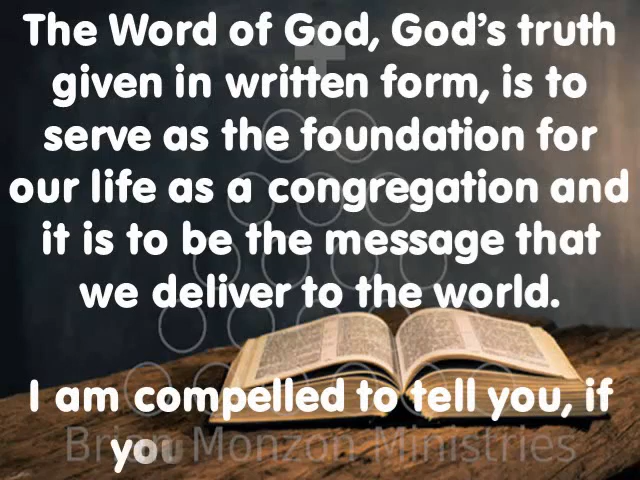 The Word of God, God's truth
given in written form, is to
serve as the foundation for
our life as a congregation and
it is to be the message that
we deliver to the world.
I am compelled to tell you, if
you
Brian Monzon Ministries